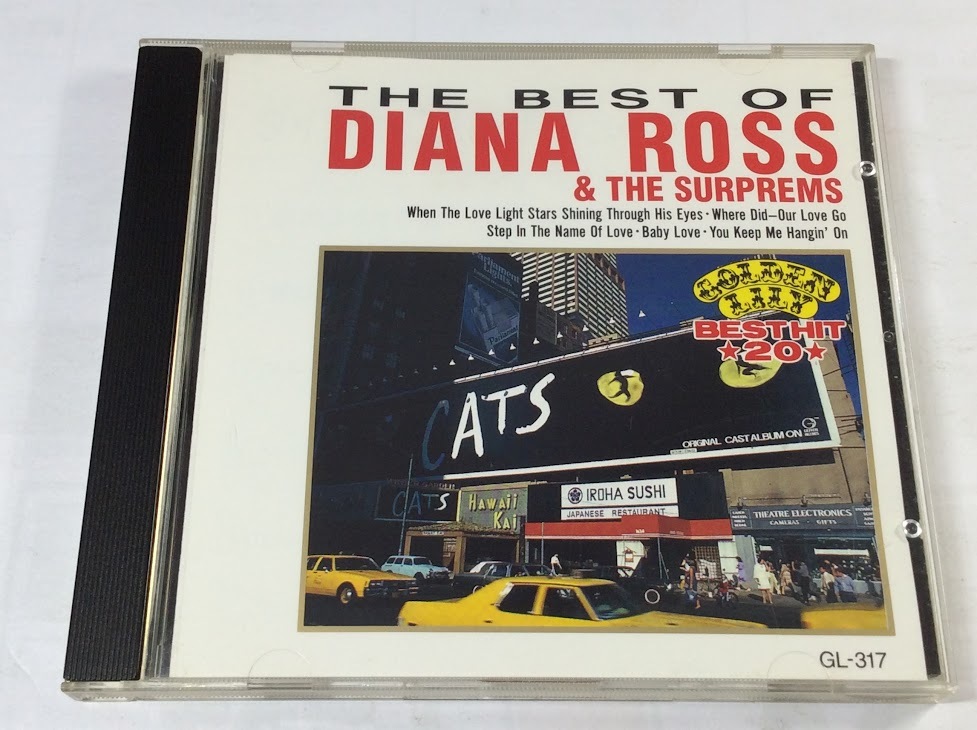 THE BEST OF
DIANA ROSS
& THE SURPREMS
When The Love Light Stars Shining Through His Eyes · Where Did—Our Love Go
Step In The Name Of Love · Baby Love · You Keep Me Hangin' On
GOLDEN
LILY
BEST HIT
★20★
Parliament
Lights
CATS
ORIGINAL CAST ALBUM ON
CATS
Hawaii
Kai
IROHA SUSHI
JAPANESE RESTAURANT
THEATRE ELECTRONICS
CAMERAS · GIFTS
GL-317